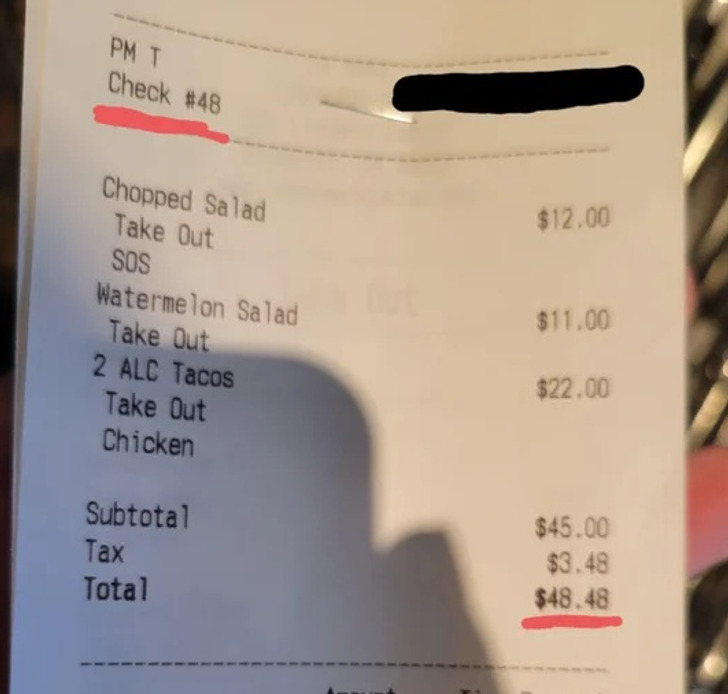 PM T
Check #48
Chopped Salad $12.00
Take Out
SOS
Watermelon Salad $11.00
Take Out
2 ALC Tacos $22.00
Take Out
Chicken
Subtotal $45.00
Tax $3.48
Total $48.48